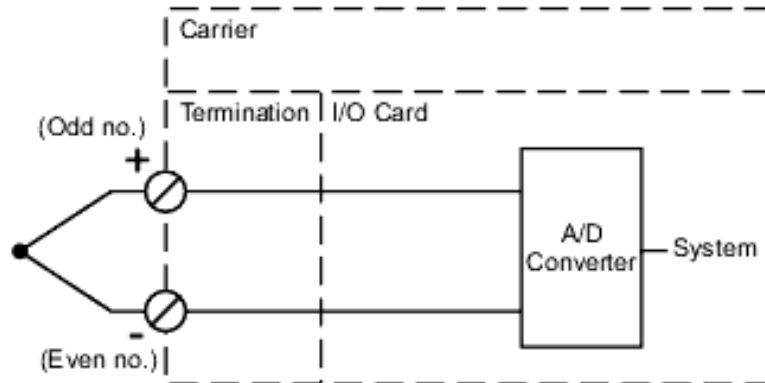 Carrier
Termination I/O Card
(Odd no.)
+
A/D
Converter
System
-
(Even no.)